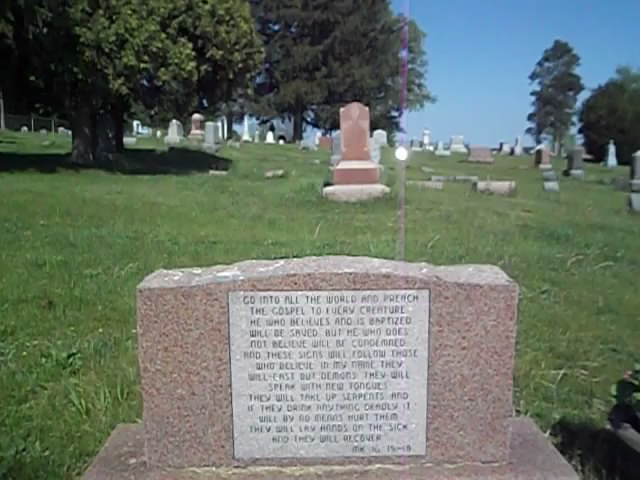 GO INTO ALL THE WORLD AND PREACH
THE GOSPEL TO EVERY CREATURE
HE WHO BELIEVES AND IS BAPTIZED
WILL BE SAVED BUT HE WHO DOES
NOT BELIEVE WILL BE CONDEMNED
AND THESE SIGNS WILL FOLLOW THOSE
WHO BELIEVE IN MY NAME THEY
WILL CAST OUT DEMONS THEY WILL
SPEAK WITH NEW TONGUES
THEY WILL TAKE UP SERPENTS AND
IF THEY DRINK ANYTHING DEADLY IT
WILL BY NO MEANS HURT THEM
THEY WILL LAY HANDS ON THE SICK
AND THEY WILL RECOVER
MK 16 15-18